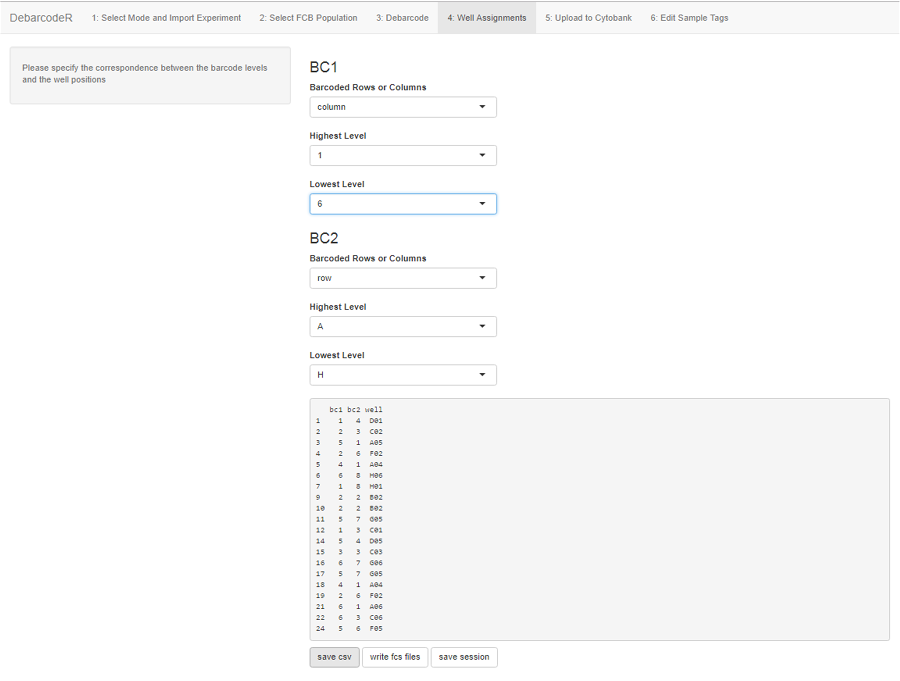 DebarcodeR 1: Select Mode and Import Experiment 2: Select FCB Population 3: Debarcode 4: Well Assignments 5: Upload to Cytobank 6: Edit Sample Tags
Please specify the correspondence between the barcode levels
and the well positions
BC1
Barcoded Rows or Columns
column
Highest Level
1
Lowest Level
6
BC2
Barcoded Rows or Columns
row
Highest Level
A
Lowest Level
H
bc1 bc2 well
1 1 4 D01
2 2 3 C02
3 5 1 A05
4 2 6 F02
5 4 1 A04
6 6 8 H06
7 1 8 H01
9 2 2 B02
10 2 2 B02
11 5 7 G05
12 1 3 C01
14 5 4 D05
15 3 3 C03
16 6 7 G06
17 5 7 G05
18 4 1 A04
19 2 6 F02
21 6 1 A06
22 6 3 C06
24 5 6 F05
save csv write fcs files save session